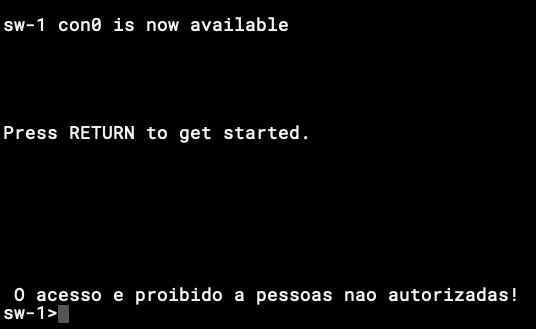 sw-1 con0 is now available
Press RETURN to get started.
O acesso e proibido a pessoas nao autorizadas!
sw-1>